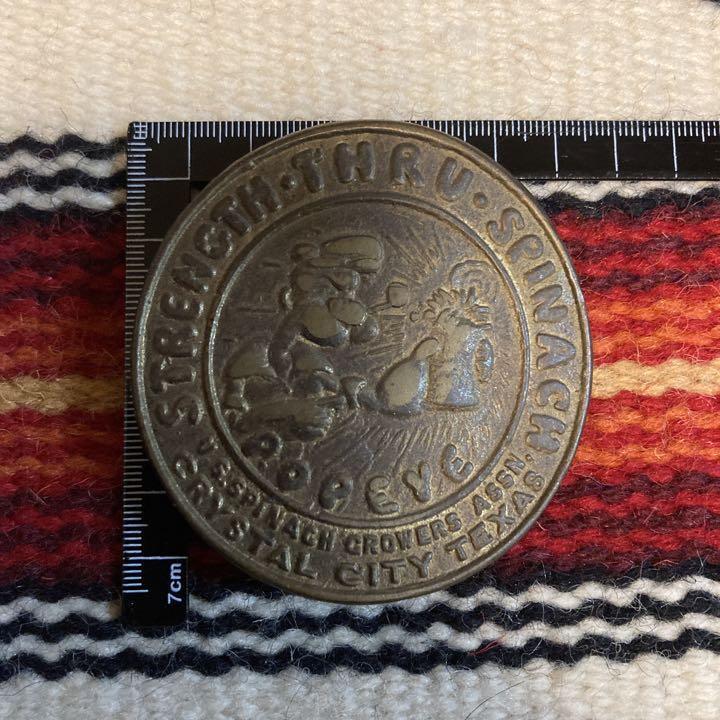 STRENGTH·THRU·SPINACH
POPEYE
U.S. SPINACH GROWERS ASSN.
CRYSTAL CITY TEXAS
7cm